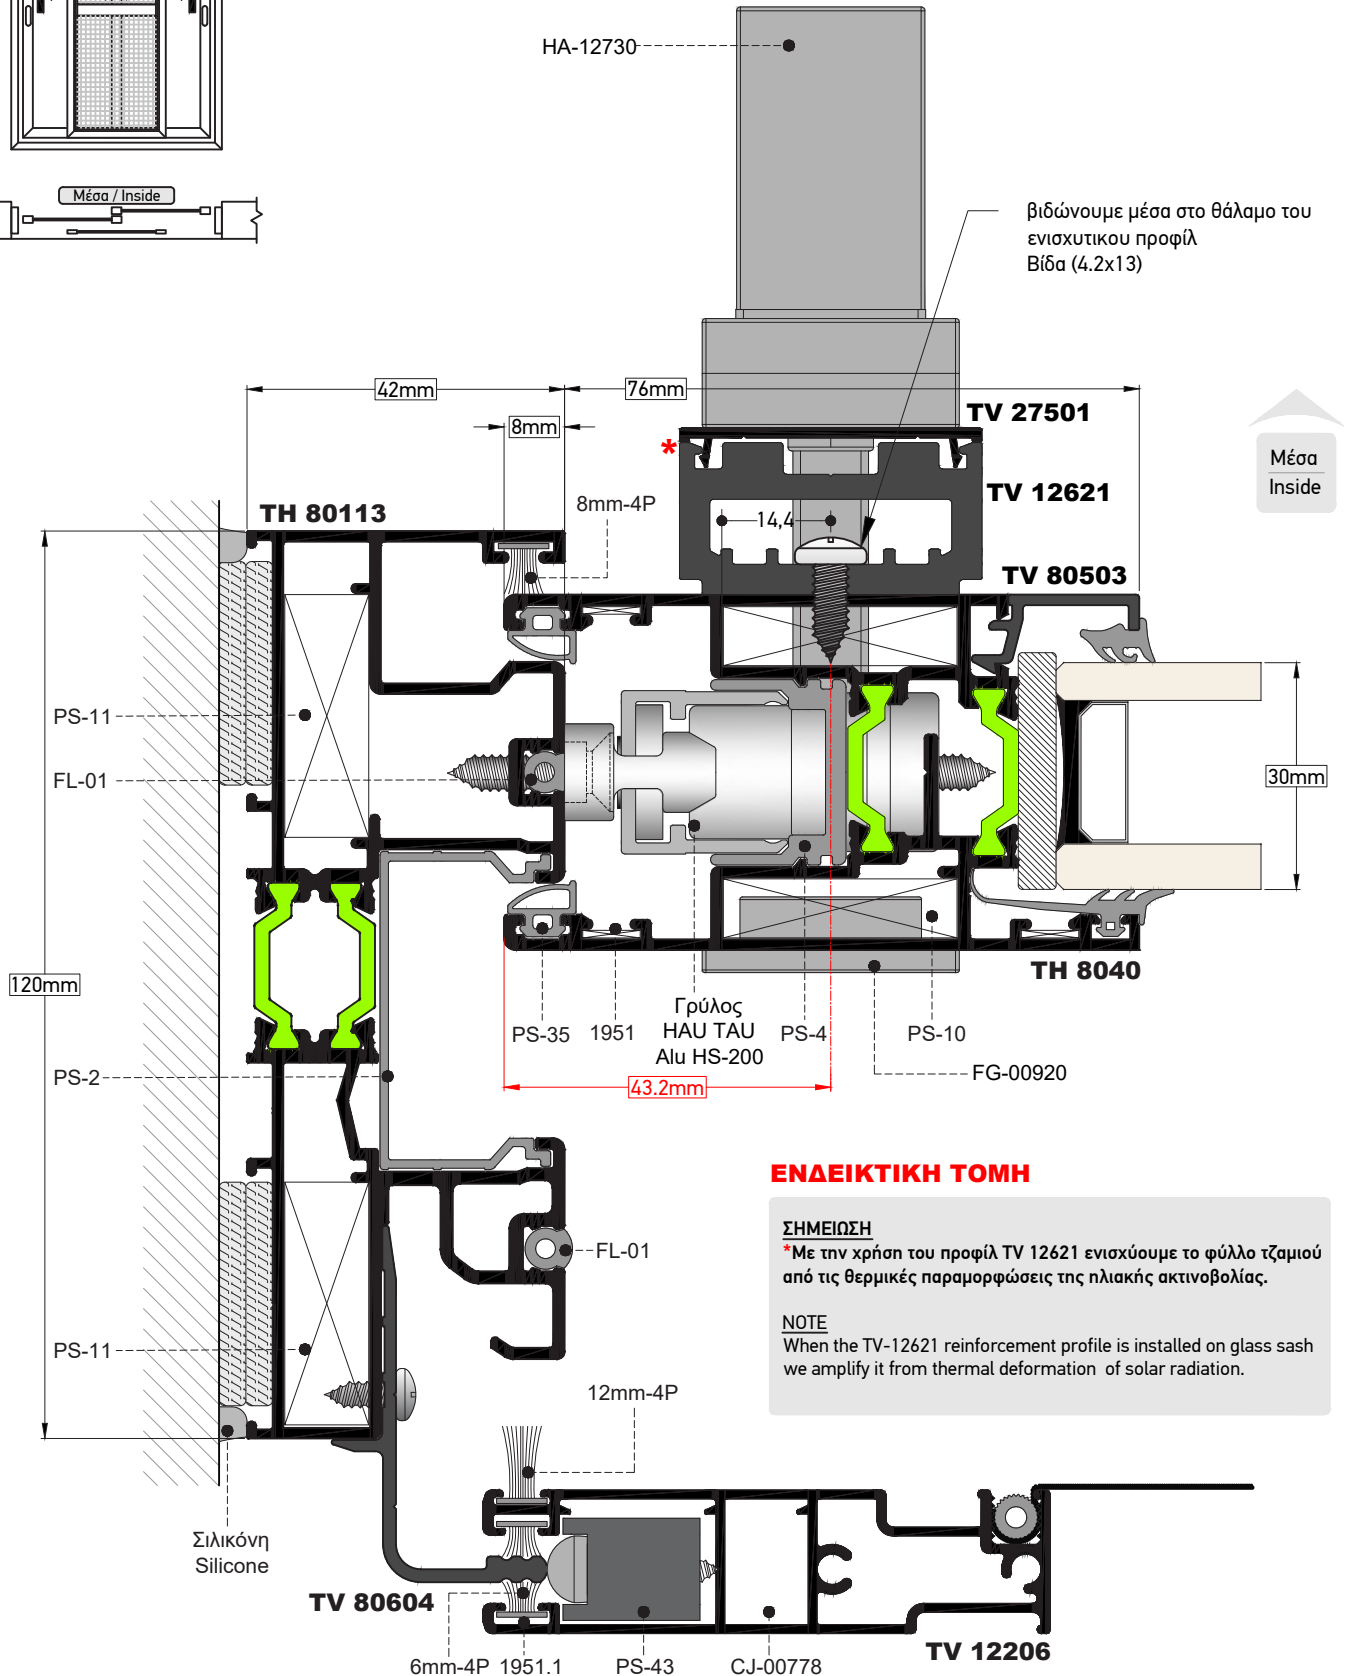 HA-12730
Μέσα / Inside
βιδώνουμε μέσα στο θάλαμο του
ενισχυτικου προφίλ
Βίδα (4.2x13)
42mm
76mm
8mm
TV 27501
*
Μέσα
Inside
TV 12621
8mm-4P
TH 80113
14,4
TV 80503
PS-11
FL-01
30mm
120mm
TH 8040
PS-35
1951
Γρύλος
HAU TAU
Alu HS-200
PS-4
PS-10
FG-00920
PS-2
43.2mm
ΕΝΔΕΙΚΤΙΚΗ ΤΟΜΗ
ΣΗΜΕΙΩΣΗ
*Με την χρήση του προφίλ TV 12621 ενισχύουμε το φύλλο τζαμιού
από τις θερμικές παραμορφώσεις της ηλιακής ακτινοβολίας.
NOTE
When the TV-12621 reinforcement profile is installed on glass sash
we amplify it from thermal deformation of solar radiation.
FL-01
PS-11
12mm-4P
Σιλικόνη
Silicone
TV 80604
6mm-4P
1951.1
PS-43
CJ-00778
TV 12206